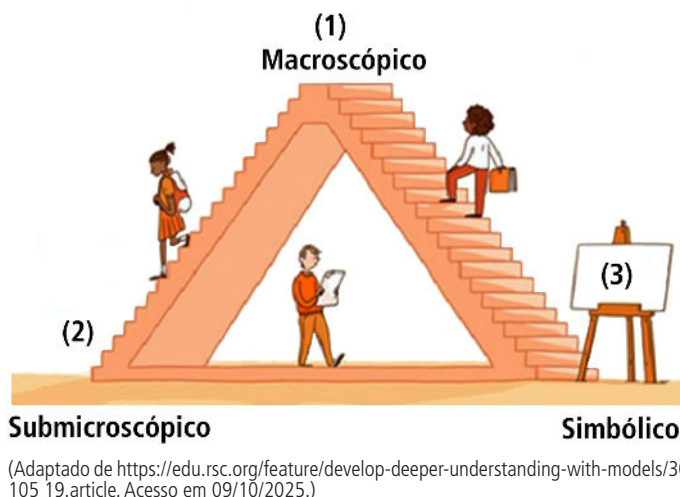 (1)
Macroscópico
(2)
(3)
Submicroscópico
Simbólico
(Adaptado de https://edu.rsc.org/feature/develop-deeper-understanding-with-models/30
105 19.article. Acesso em 09/10/2025.)